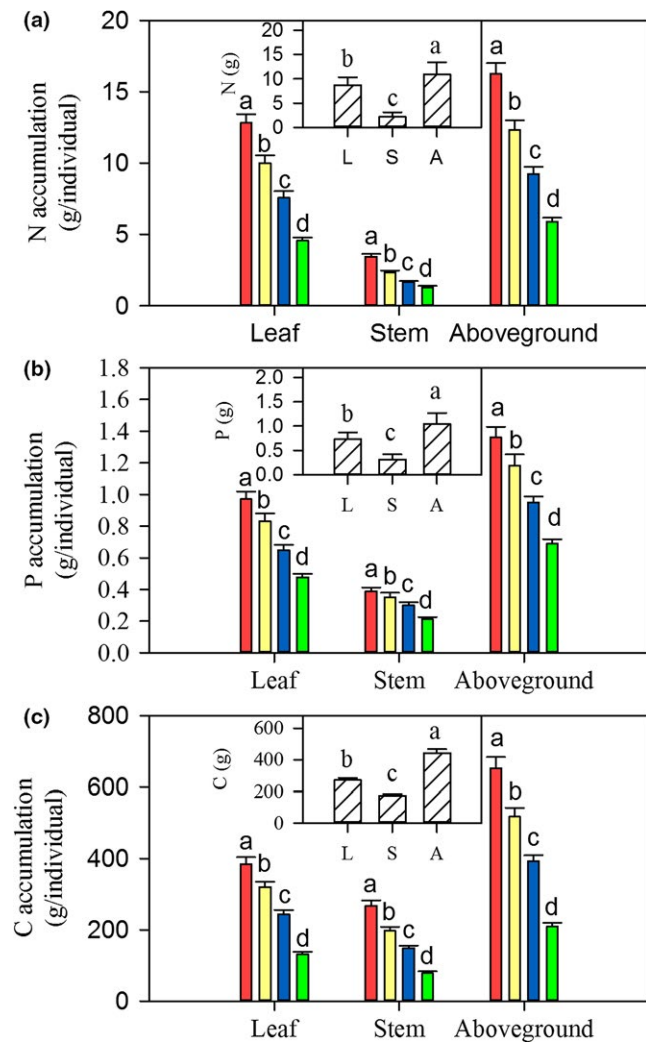 (a)
N accumulation
(g/individual)
20
15
10
5
0
a
b
c
d
a
b
c
d
a
b
c
d
Leaf
Stem
Aboveground
N (g)
20
15
10
5
0
b
c
a
L
S
A
(b)
P accumulation
(g/individual)
1.8
1.4
1.2
1.0
0.8
0.6
0.4
0.2
0.0
a
b
c
d
a
b
c
d
a
b
c
d
Leaf
Stem
Aboveground
P (g)
2.0
1.5
1.0
0.5
0.0
b
c
a
L
S
A
(c)
C accumulation
(g/individual)
800
600
400
200
0
a
b
c
d
a
b
c
d
a
b
c
d
Leaf
Stem
Aboveground
C (g)
600
400
200
0
b
c
a
L
S
A